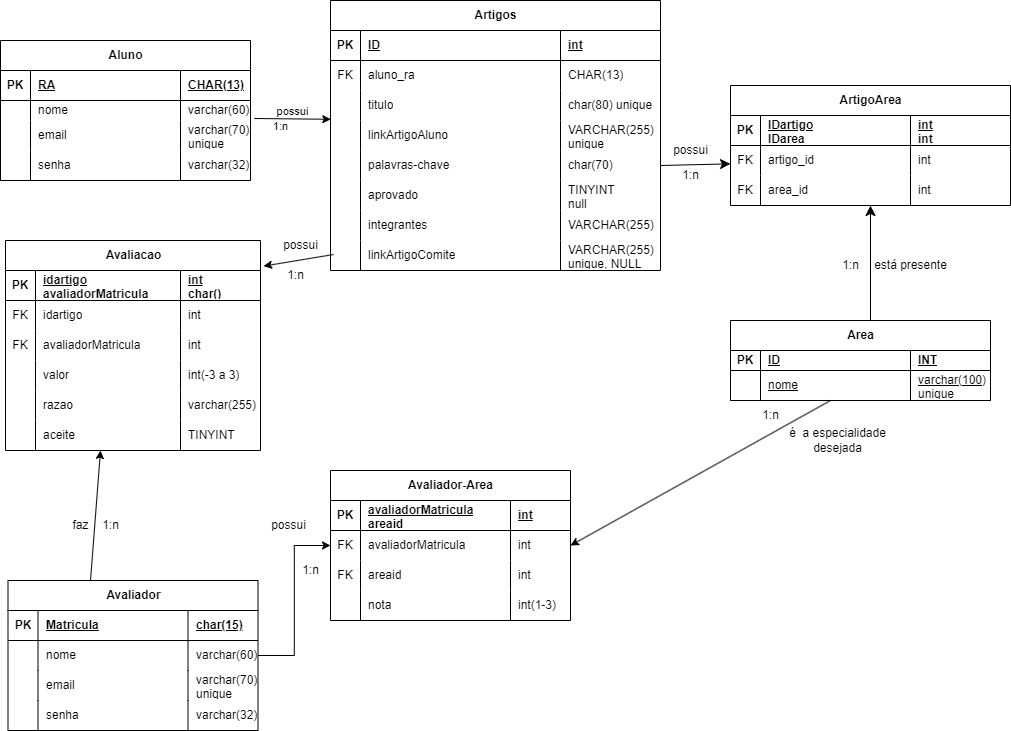 Aluno
PK RA CHAR(13)
nome varchar(60)
email varchar(70)
unique
senha varchar(32)
possui
1:n
Artigos
PK ID int
FK aluno_ra CHAR(13)
titulo char(80) unique
linkArtigoAluno VARCHAR(255)
unique
palavras-chave char(70)
aprovado TINYINT
null
integrantes VARCHAR(255)
linkArtigoComite VARCHAR(255)
unique, NULL
possui
1:n
ArtigoArea
PK IDartigo int
IDarea int
FK artigo_id int
FK area_id int
possui
1:n
Avaliacao
PK idartigo int
avaliadorMatricula char()
FK idartigo int
FK avaliadorMatricula int
valor int(-3 a 3)
razao varchar(255)
aceite TINYINT
1:n está presente
Area
PK ID INT
nome varchar(100)
unique
1:n
é a especialidade
desejada
faz 1:n
possui
1:n
Avaliador-Area
PK avaliadorMatricula int
areaid
FK avaliadorMatricula int
FK areaid int
nota int(1-3)
Avaliador
PK Matricula char(15)
nome varchar(60)
email varchar(70)
unique
senha varchar(32)